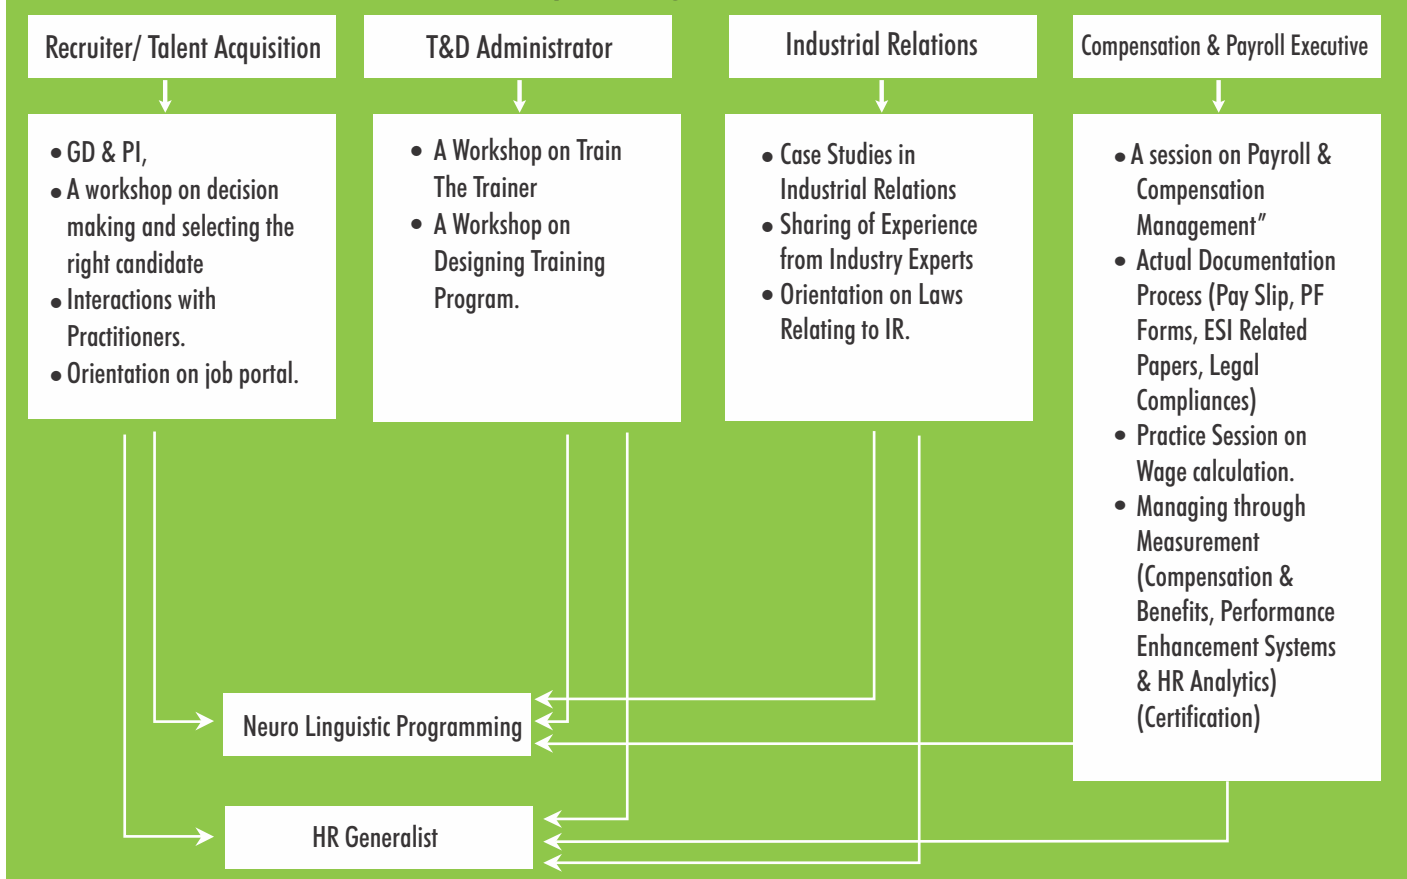 Recruiter/ Talent Acquisition
T&D Administrator
Industrial Relations
Compensation & Payroll Executive
• GD & PI,
• A workshop on decision
making and selecting the
right candidate
• Interactions with
Practitioners.
• Orientation on job portal.
• A Workshop on Train
The Trainer
• A Workshop on
Designing Training
Program.
• Case Studies in
Industrial Relations
• Sharing of Experience
from Industry Experts
• Orientation on Laws
Relating to IR.
• A session on Payroll &
Compensation
Management”
• Actual Documentation
Process (Pay Slip, PF
Forms, ESI Related
Papers, Legal
Compliances)
• Practice Session on
Wage calculation.
• Managing through
Measurement
(Compensation &
Benefits, Performance
Enhancement Systems
& HR Analytics)
(Certification)
Neuro Linguistic Programming
HR Generalist